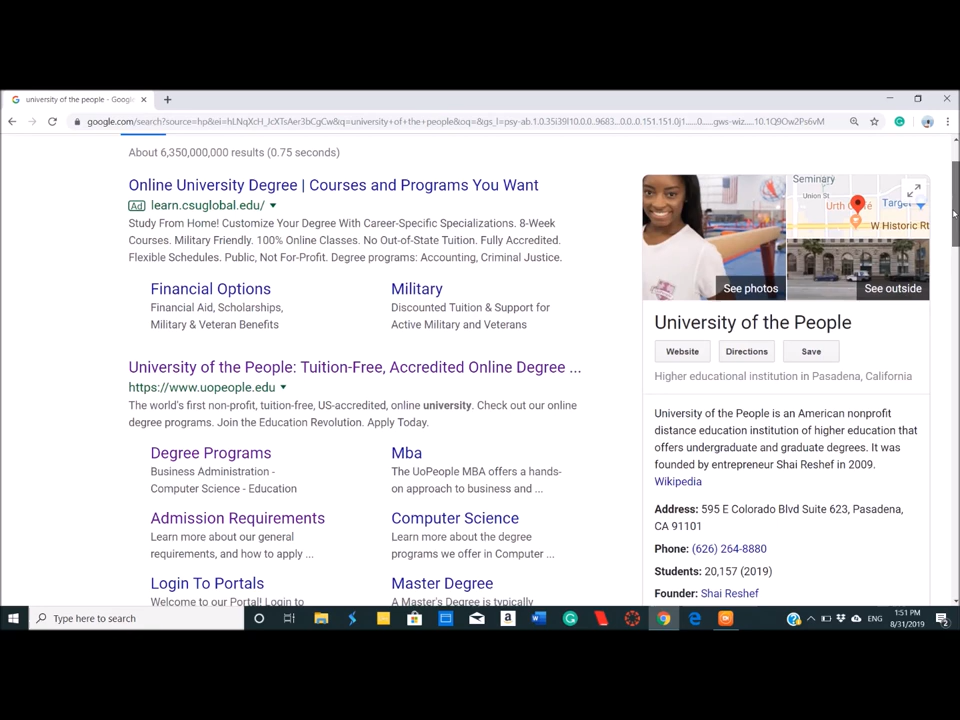 university of the people - Google
google.com/search?source=hp&ei=hLNqXcH_JcXTsAer3bCgCw&q=university+of+the+people&oq=&gs_l=psy-ab.1.0.35i39l10.0.0..9683...0.0..0.151.151.0j1......0......gws-wiz.....10.1Q9Ow2Ps6vM
About 6,350,000,000 results (0.75 seconds)
Online University Degree | Courses and Programs You Want
Ad learn.csuglobal.edu/
Study From Home! Customize Your Degree With Career-Specific Specializations. 8-Week
Courses. Military Friendly. 100% Online Classes. No Out-of-State Tuition. Fully Accredited.
Flexible Schedules. Public, Not For-Profit. Degree programs: Accounting, Criminal Justice.
Financial Options
Financial Aid, Scholarships,
Military & Veteran Benefits
Military
Discounted Tuition & Support for
Active Military and Veterans
University of the People: Tuition-Free, Accredited Online Degree ...
https://www.uopeople.edu
The world's first non-profit, tuition-free, US-accredited, online university. Check out our online
degree programs. Join the Education Revolution. Apply Today.
Degree Programs
Business Administration -
Computer Science - Education
Mba
The UoPeople MBA offers a hands-
on approach to business and ...
Admission Requirements
Learn more about our general
requirements, and how to apply ...
Computer Science
Learn more about the degree
programs we offer in Computer ...
Login To Portals
Welcome to our Portal! Login to
Master Degree
A Master's Degree is typically
Seminary
Union St
Urth Caffé
Target
W Historic Rt
See photos
See outside
University of the People
Website
Directions
Save
Higher educational institution in Pasadena, California
University of the People is an American nonprofit
distance education institution of higher education that
offers undergraduate and graduate degrees. It was
founded by entrepreneur Shai Reshef in 2009.
Wikipedia
Address: 595 E Colorado Blvd Suite 623, Pasadena,
CA 91101
Phone: (626) 264-8880
Students: 20,157 (2019)
Founder: Shai Reshef
Type here to search
ENG
1:51 PM
8/31/2019
2